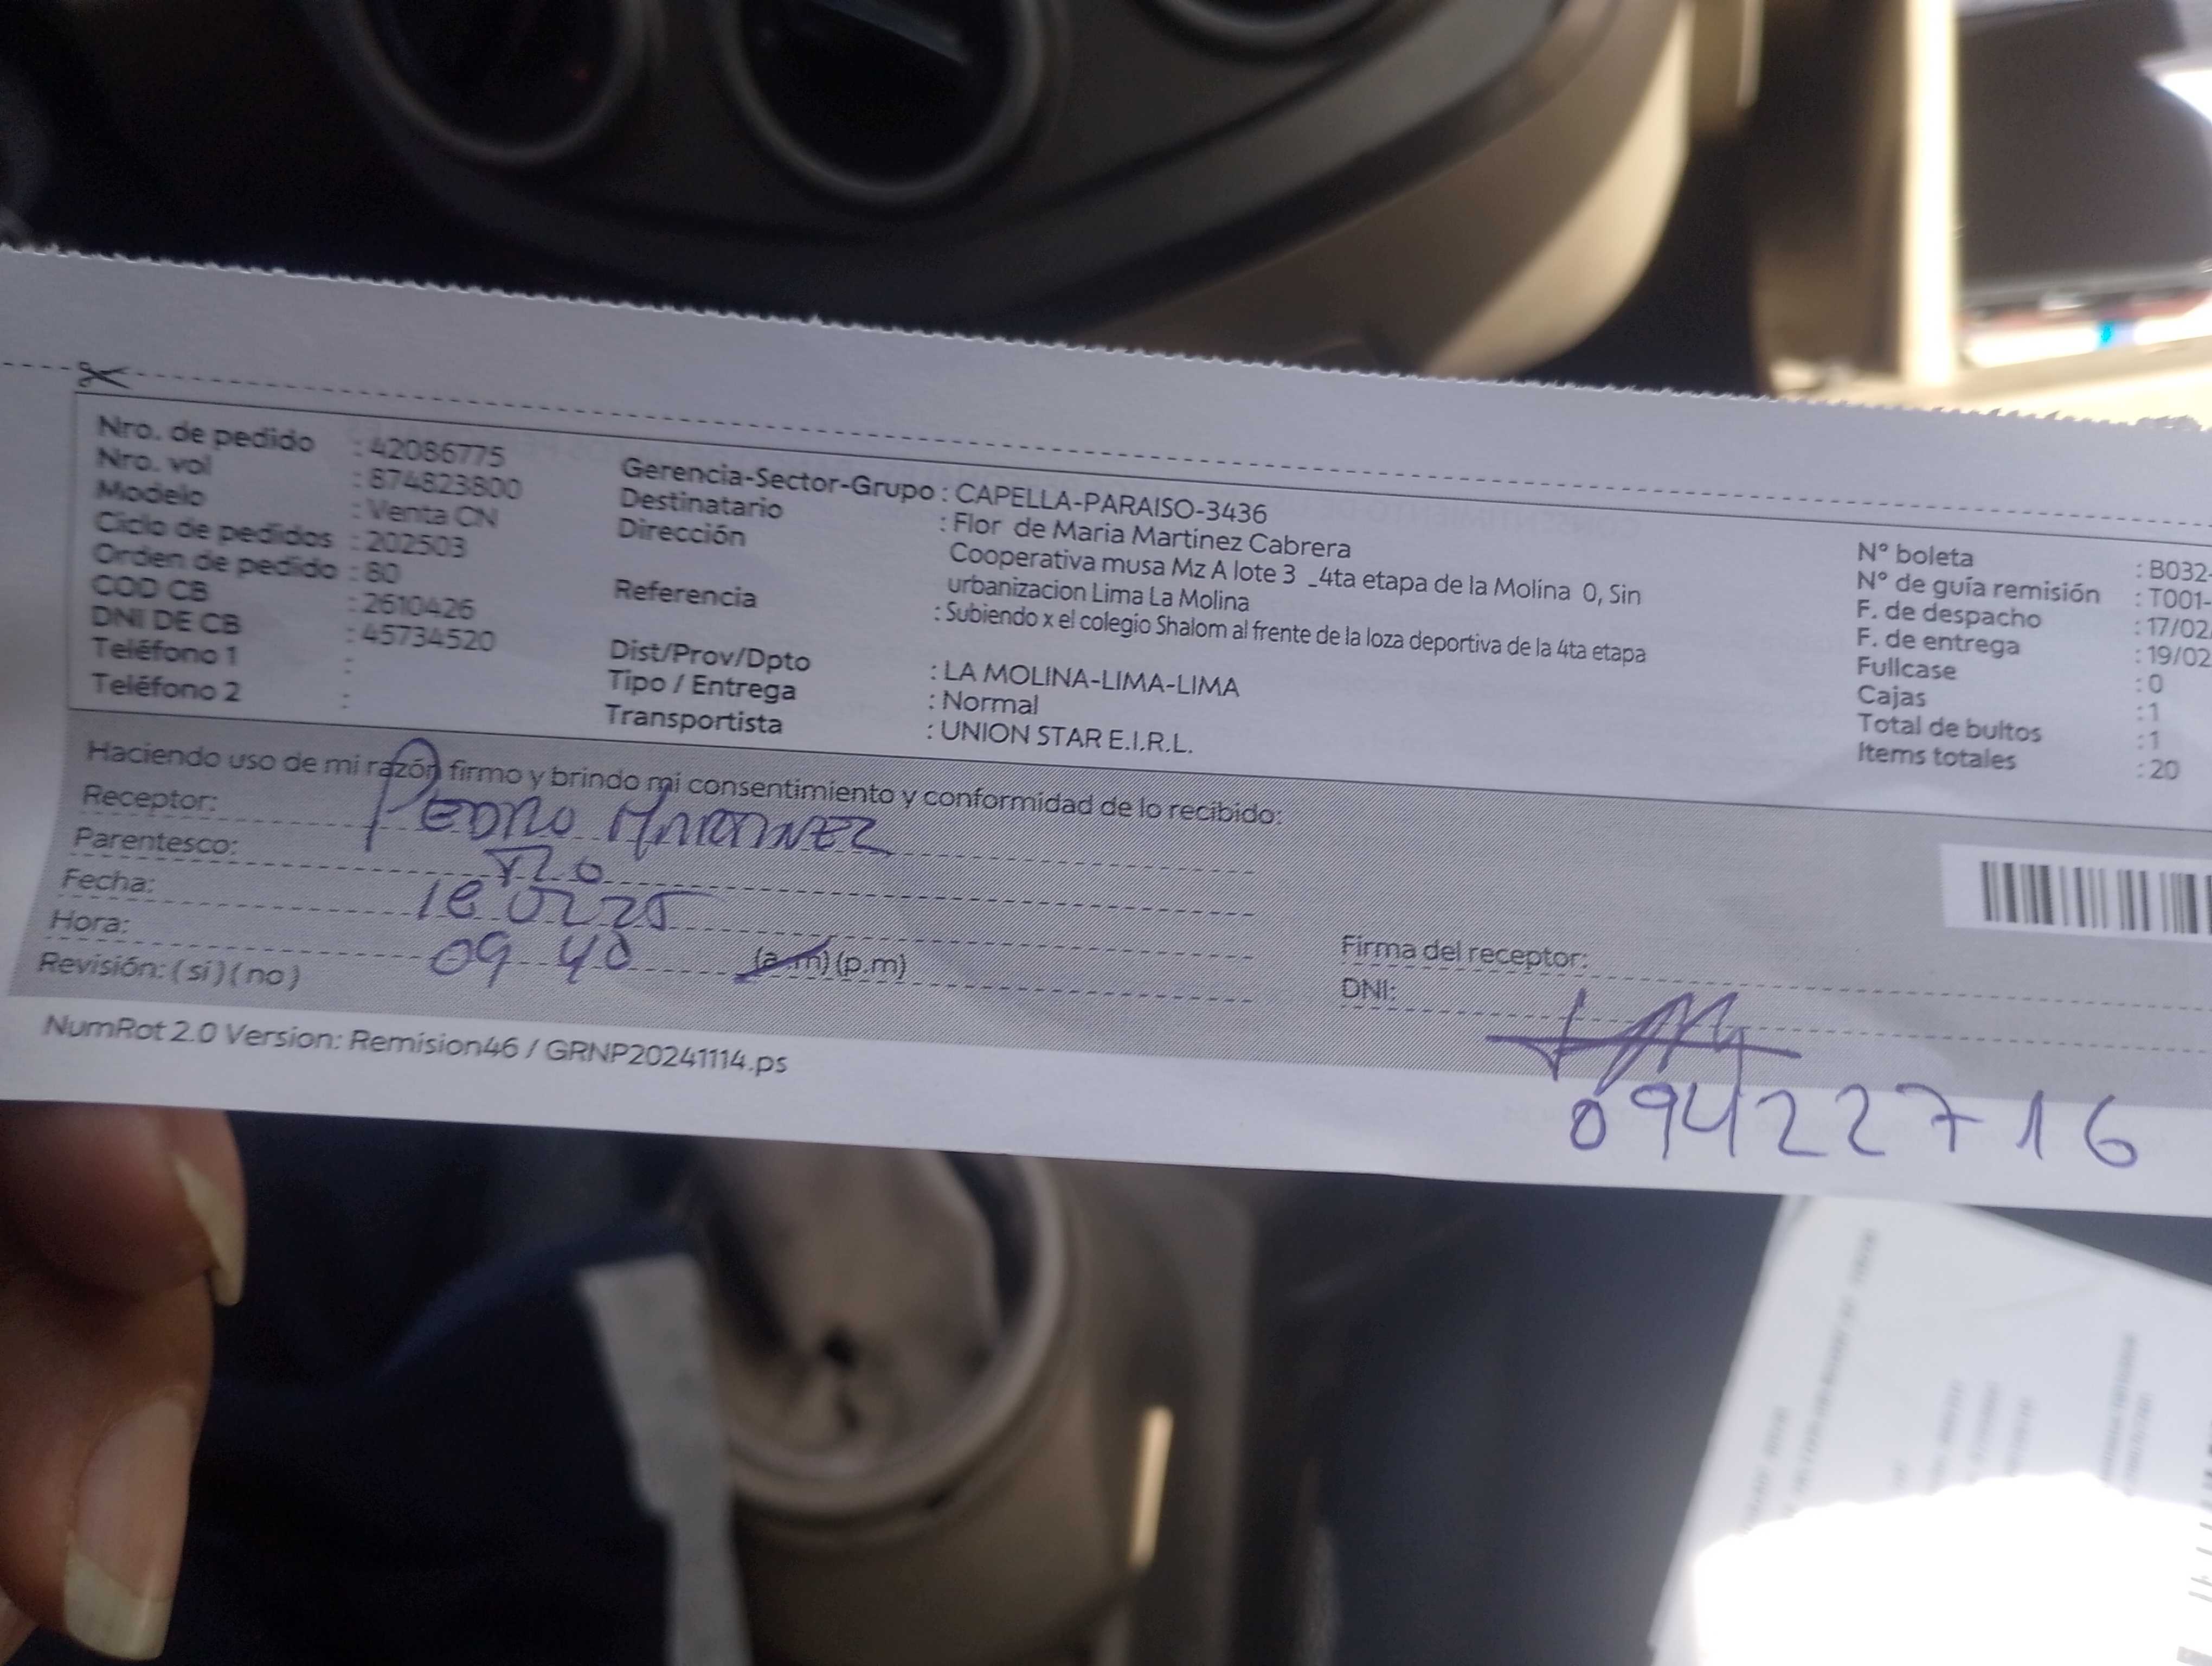 Nro. de pedido : 42086775
Nro. vol : 874823800
Modelo : Venta CN
Ciclo de pedidos : 202503
Orden de pedido : 80
COD CB : 2610426
DNI DE CB : 45734520
Teléfono 1 :
Teléfono 2 :
Gerencia-Sector-Grupo : CAPELLA-PARAISO-3436
Destinatario : Flor de Maria Martinez Cabrera
Dirección Cooperativa musa Mz A lote 3 _4ta etapa de la Molina 0, Sin
urbanizacion Lima La Molina
Referencia : Subiendo x el colegio Shalom al frente de la loza deportiva de la 4ta etapa
Dist/Prov/Dpto : LA MOLINA-LIMA-LIMA
Tipo / Entrega : Normal
Transportista : UNION STAR E.I.R.L.
N° boleta : B032-
N° de guía remisión : T001-
F. de despacho : 17/02
F. de entrega : 19/02
Fullcase : 0
Cajas : 1
Total de bultos : 1
Items totales : 20
Haciendo uso de mi razón firmo y brindo mi consentimiento y conformidad de lo recibido:
Receptor: PEDRO MARTINEZ
Parentesco:
Fecha: 18 02 25
Hora: 09 40 (a.m) (p.m)
Revisión: ( si ) ( no )
Firma del receptor:
DNI:
09422716
NumRot 2.0 Version: Remision46 / GRNP20241114.ps